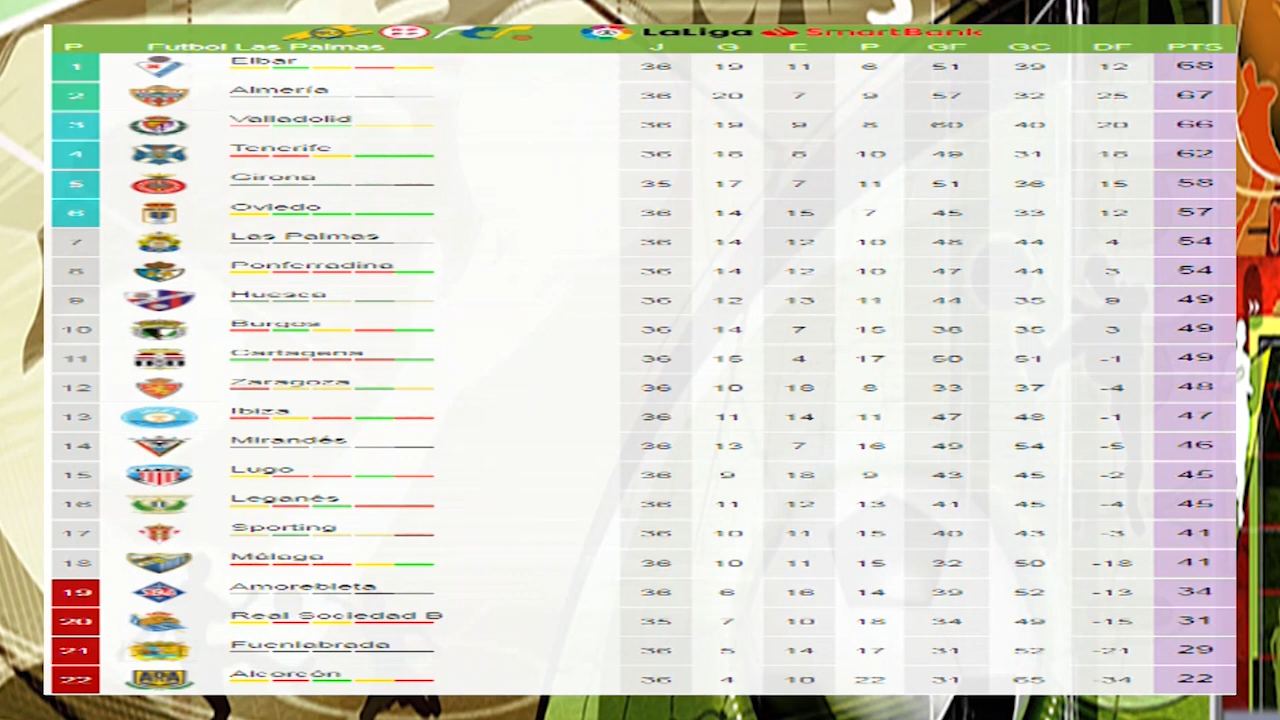 LaLiga SmartBank
P Futbol Las Palmas J G E P GF GC DF PTS
1 Eibar 36 19 11 6 51 39 12 68
2 Almería 36 20 7 9 57 32 25 67
3 Valladolid 36 19 9 8 60 40 20 66
4 Tenerife 36 18 8 10 49 31 18 62
5 Girona 35 17 7 11 51 36 15 58
6 Oviedo 36 14 15 7 45 33 12 57
7 Las Palmas 36 14 12 10 48 44 4 54
8 Ponferradina 36 14 12 10 47 44 3 54
9 Huesca 36 12 13 11 44 35 9 49
10 Burgos 36 14 7 15 38 35 3 49
11 Cartagena 36 15 4 17 50 51 -1 49
12 Zaragoza 36 10 18 8 33 37 -4 48
13 Ibiza 36 11 14 11 47 48 -1 47
14 Mirandés 36 13 7 16 49 54 -5 46
15 Lugo 36 9 18 9 43 45 -2 45
16 Leganés 36 11 12 13 41 45 -4 45
17 Sporting 36 10 11 15 40 43 -3 41
18 Málaga 36 10 11 15 32 50 -18 41
19 Amorebieta 36 6 16 14 39 52 -13 34
20 Real Sociedad B 35 7 10 18 34 49 -15 31
21 Fuenlabrada 36 5 14 17 31 52 -21 29
22 Alcorcón 36 4 10 22 31 65 -34 22